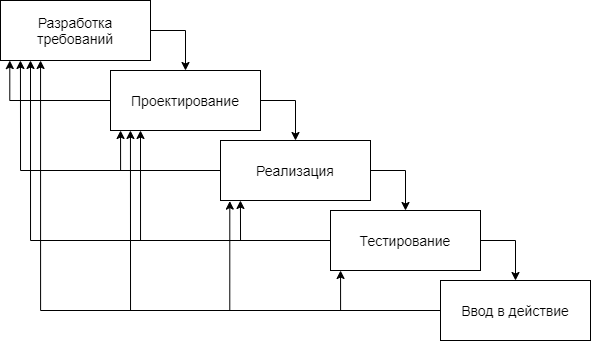 Разработка
требований
Проектирование
Реализация
Тестирование
Ввод в действие